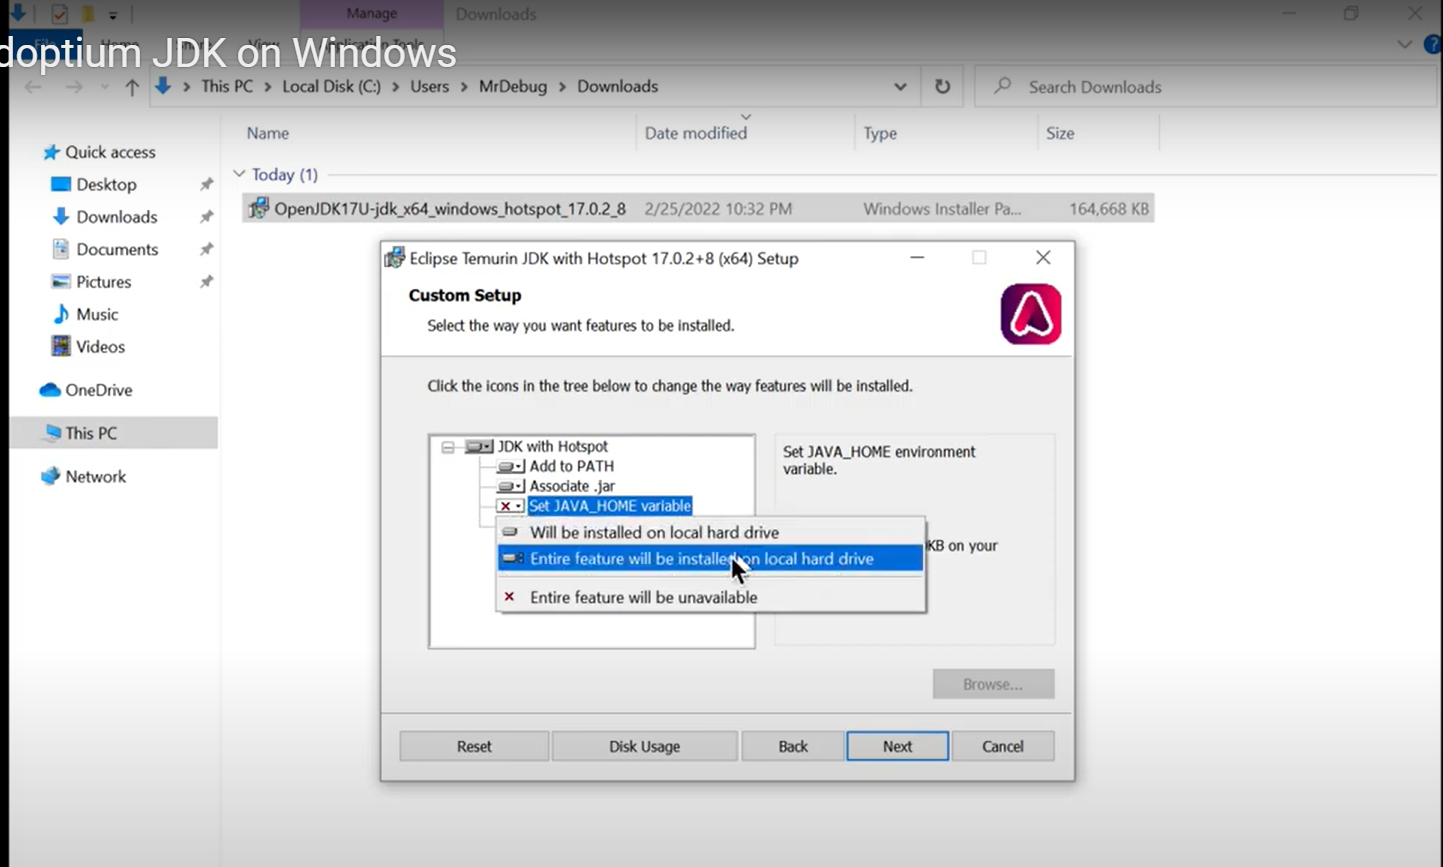 Manage
Downloads
doptium JDK on Windows
This PC > Local Disk (C:) > Users > MrDebug > Downloads
Search Downloads
Name
Date modified
Type
Size
Quick access
Desktop
Downloads
Documents
Pictures
Music
Videos
OneDrive
This PC
Network
Today (1)
OpenJDK17U-jdk_x64_windows_hotspot_17.0.2_8 2/25/2022 10:32 PM Windows Installer Pa... 164,668 KB
Eclipse Temurin JDK with Hotspot 17.0.2+8 (x64) Setup
Custom Setup
Select the way you want features to be installed.
Click the icons in the tree below to change the way features will be installed.
JDK with Hotspot
Add to PATH
Associate .jar
Set JAVA_HOME variable
Will be installed on local hard drive
Entire feature will be installed on local hard drive
Entire feature will be unavailable
Set JAVA_HOME environment
variable.
KB on your
Browse...
Reset
Disk Usage
Back
Next
Cancel